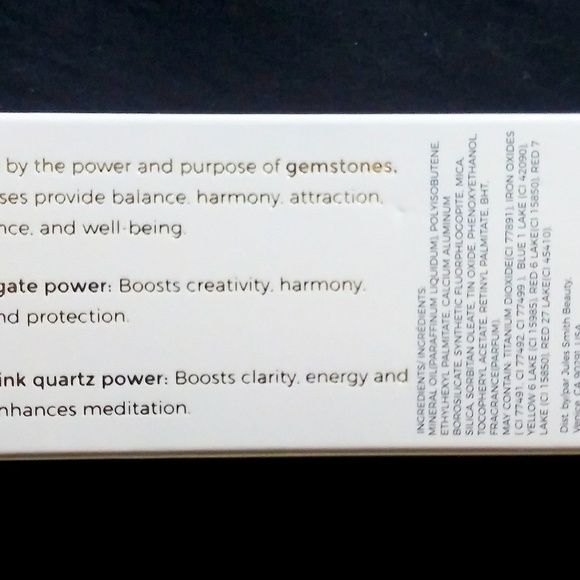 by the power and purpose of gemstones,
ses provide balance, harmony, attraction,
nce, and well-being.
gate power: Boosts creativity, harmony,
nd protection.
ink quartz power: Boosts clarity, energy and
nhances meditation.
INGREDIENTS/ INGRÉDIENTS:
MINERAL OIL(PARAFFINUM LIQUIDUM), POLYISOBUTENE,
ETHYLHEXYL PALMITATE, CALCIUM ALUMINUM
BOROSILICATE, SYNTHETIC FLUORPHLOGOPITE, MICA,
SILICA, SORBITAN OLEATE, TIN OXIDE, PHENOXYETHANOL,
TOCOPHERYL ACETATE, RETINYL PALMITATE, BHT,
FRAGRANCE(PARFUM).
MAY CONTAIN: TITANIUM DIOXIDE(CI 77891), IRON OXIDES
( CI 77491, CI 77492, CI 77499 ), BLUE 1 LAKE (CI 42090),
YELLOW 6 LAKE (CI 15985), RED 6 LAKE(CI 15850), RED 7
LAKE (CI 15850), RED 27 LAKE(CI 45410).
Dist. by/par Jules Smith Beauty,
Venice, CA 90291 USA